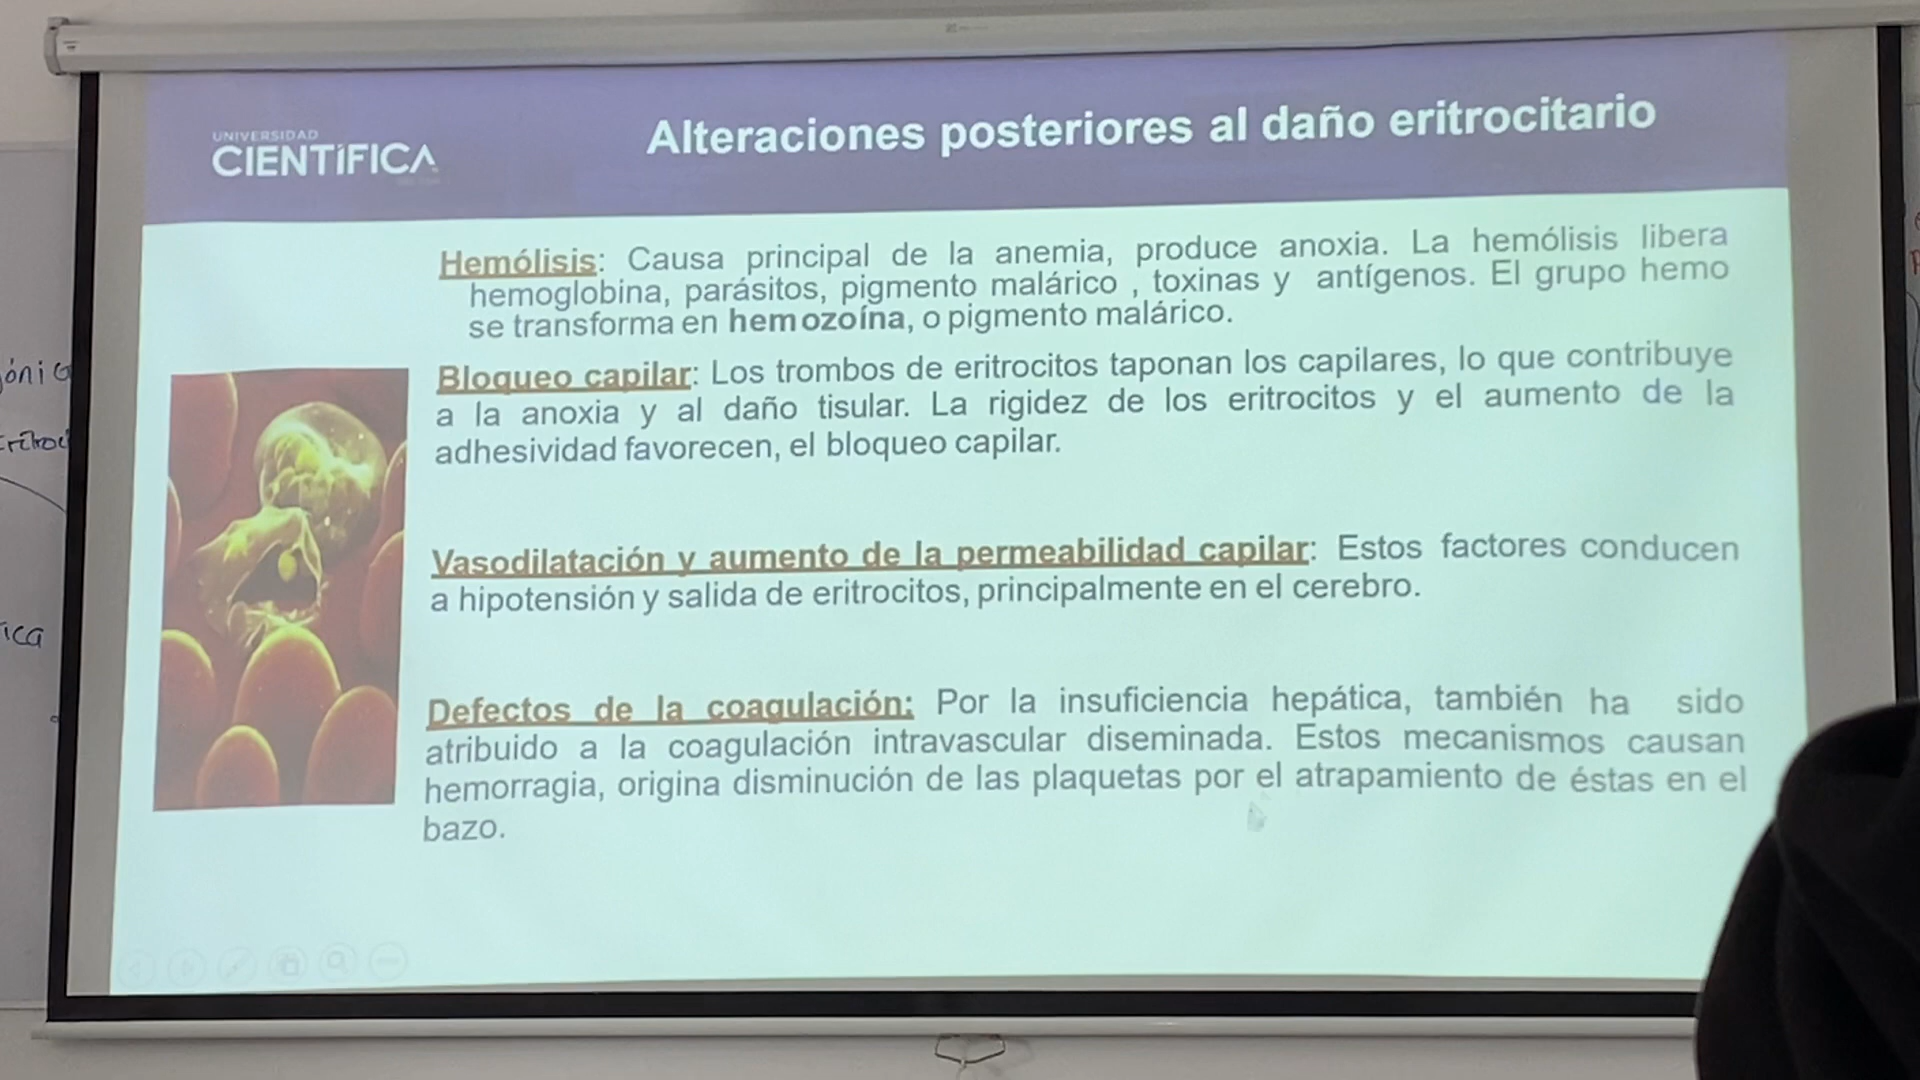 UNIVERSIDAD
CIENTÍFICA
Alteraciones posteriores al daño eritrocitario
Hemólisis: Causa principal de la anemia, produce anoxia. La hemólisis libera
hemoglobina, parásitos, pigmento malárico , toxinas y antígenos. El grupo hemo
se transforma en hemozoína, o pigmento malárico.
Bloqueo capilar: Los trombos de eritrocitos taponan los capilares, lo que contribuye
a la anoxia y al daño tisular. La rigidez de los eritrocitos y el aumento de la
adhesividad favorecen, el bloqueo capilar.
Vasodilatación y aumento de la permeabilidad capilar: Estos factores conducen
a hipotensión y salida de eritrocitos, principalmente en el cerebro.
Defectos de la coagulación: Por la insuficiencia hepática, también ha sido
atribuido a la coagulación intravascular diseminada. Estos mecanismos causan
hemorragia, origina disminución de las plaquetas por el atrapamiento de éstas en el
bazo.